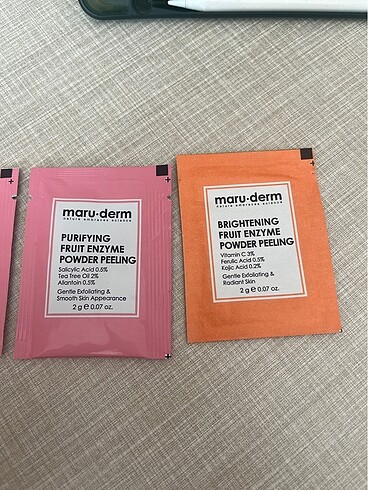 maru·derm
nature embraces science
PURIFYING
FRUIT ENZYME
POWDER PEELING
Salicylic Acid 0.5%
Tea Tree Oil 2%
Allantoin 0.5%
Gentle Exfoliating &
Smooth Skin Appearance
2 g ℮ 0.07 oz.
maru·derm
nature embraces science
BRIGHTENING
FRUIT ENZYME
POWDER PEELING
Vitamin C 3%
Ferulic Acid 0.5%
Kojic Acid 0.2%
Gentle Exfoliating &
Radiant Skin
2 g ℮ 0.07 oz.